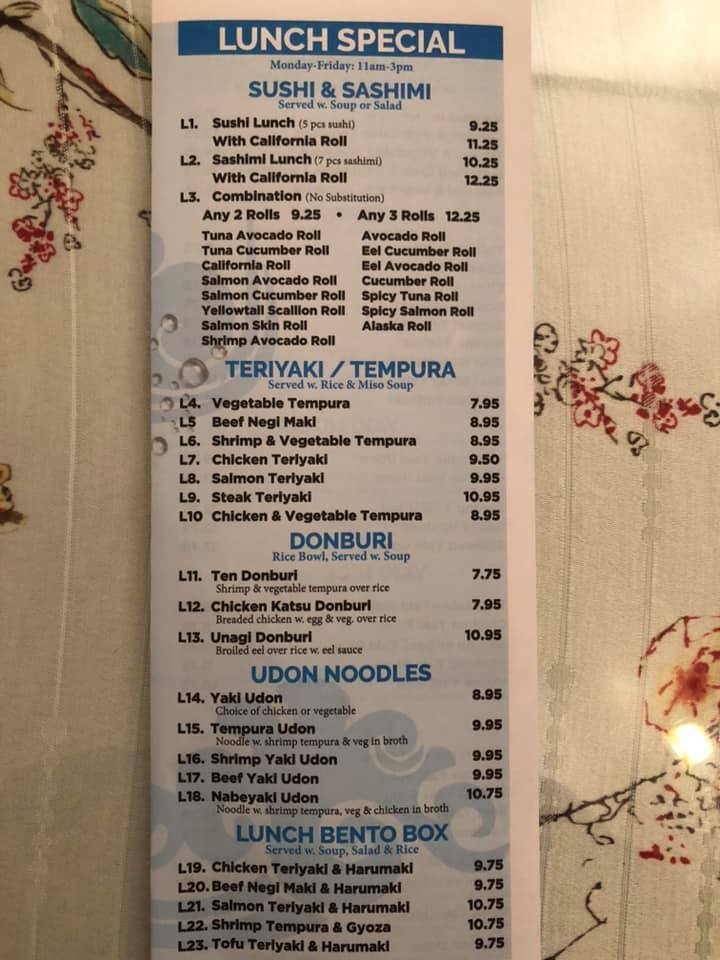 LUNCH SPECIAL
Monday-Friday: 11am-3pm
SUSHI & SASHIMI
Served w. Soup or Salad
L1. Sushi Lunch (5 pcs sushi) 9.25
With California Roll 11.25
L2. Sashimi Lunch (7 pcs sashimi) 10.25
With California Roll 12.25
L3. Combination (No Substitution)
Any 2 Rolls 9.25 • Any 3 Rolls 12.25
Tuna Avocado Roll Avocado Roll
Tuna Cucumber Roll Eel Cucumber Roll
California Roll Eel Avocado Roll
Salmon Avocado Roll Cucumber Roll
Salmon Cucumber Roll Spicy Tuna Roll
Yellowtail Scallion Roll Spicy Salmon Roll
Salmon Skin Roll Alaska Roll
Shrimp Avocado Roll
TERIYAKI / TEMPURA
Served w. Rice & Miso Soup
L4. Vegetable Tempura 7.95
L5 Beef Negi Maki 8.95
L6. Shrimp & Vegetable Tempura 8.95
L7. Chicken Teriyaki 9.50
L8. Salmon Teriyaki 9.95
L9. Steak Teriyaki 10.95
L10 Chicken & Vegetable Tempura 8.95
DONBURI
Rice Bowl, Served w. Soup
L11. Ten Donburi 7.75
Shrimp & vegetable tempura over rice
L12. Chicken Katsu Donburi 7.95
Breaded chicken w. egg & veg. over rice
L13. Unagi Donburi 10.95
Broiled eel over rice w. eel sauce
UDON NOODLES
L14. Yaki Udon 8.95
Choice of chicken or vegetable
L15. Tempura Udon 9.95
Noodle w. shrimp tempura & veg in broth
L16. Shrimp Yaki Udon 9.95
L17. Beef Yaki Udon 9.95
L18. Nabeyaki Udon 10.75
Noodle w. shrimp tempura, veg & chicken in broth
LUNCH BENTO BOX
Served w. Soup, Salad & Rice
L19. Chicken Teriyaki & Harumaki 9.75
L20. Beef Negi Maki & Harumaki 9.75
L21. Salmon Teriyaki & Harumaki 10.75
L22. Shrimp Tempura & Gyoza 10.75
L23. Tofu Teriyaki & Harumaki 9.75